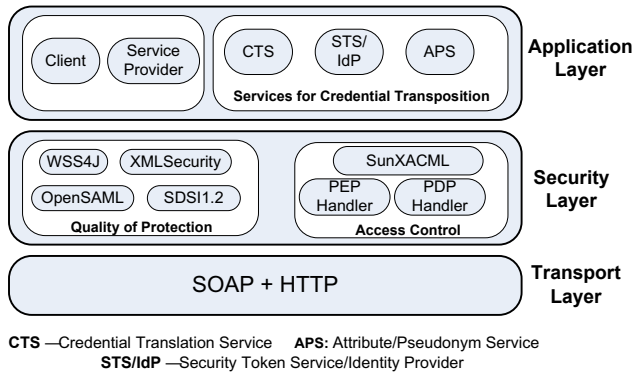 Client
Service
Provider
CTS
STS/
IdP
APS
Services for Credential Transposition
Application
Layer
WSS4J
XMLSecurity
OpenSAML
SDSI1.2
Quality of Protection
SunXACML
PEP
Handler
PDP
Handler
Access Control
Security
Layer
SOAP + HTTP
Transport
Layer
CTS —Credential Translation Service APS: Attribute/Pseudonym Service
STS/IdP —Security Token Service/Identity Provider